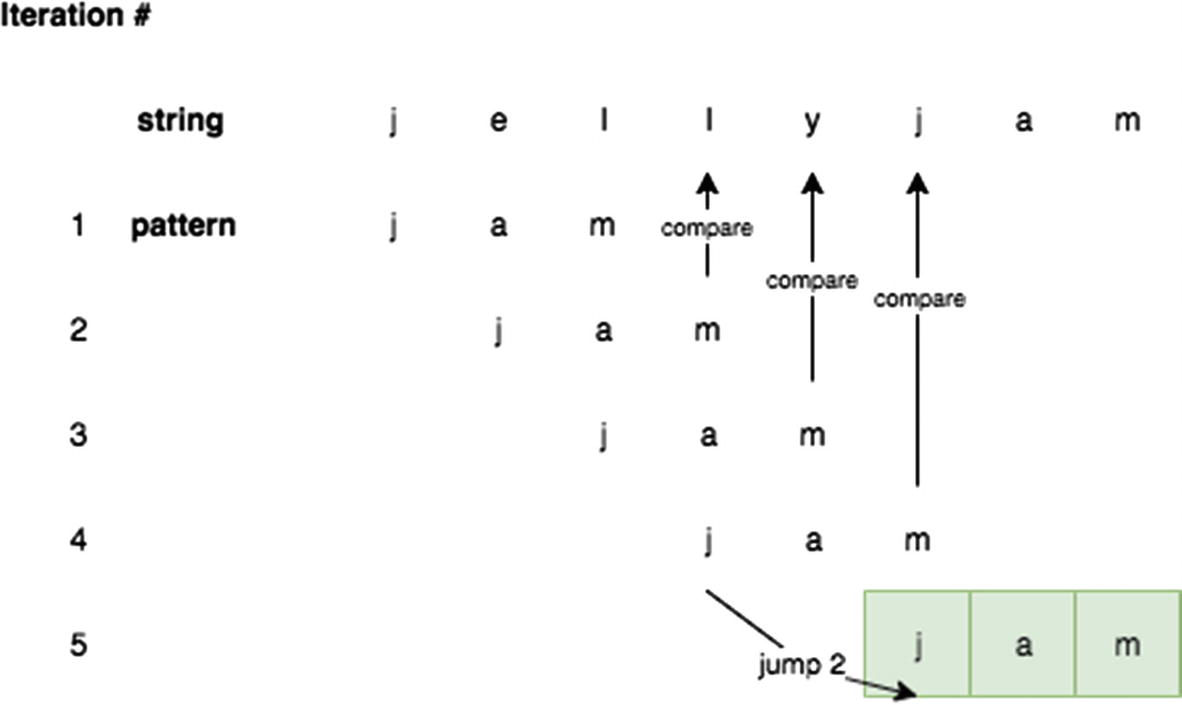 Iteration #
string j e l l y j a m
1 pattern j a m compare
compare
compare
2 j a m
3 j a m
4 j a m
5 j a m
jump 2